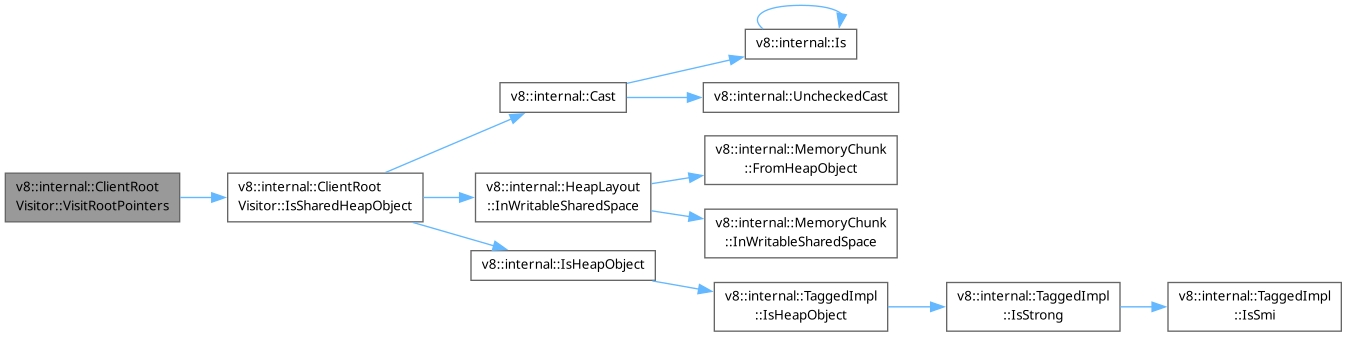 v8::internal::ClientRoot
Visitor::VisitRootPointers
v8::internal::ClientRoot
Visitor::IsSharedHeapObject
v8::internal::Cast
v8::internal::Is
v8::internal::UncheckedCast
v8::internal::HeapLayout
::InWritableSharedSpace
v8::internal::MemoryChunk
::FromHeapObject
v8::internal::MemoryChunk
::InWritableSharedSpace
v8::internal::IsHeapObject
v8::internal::TaggedImpl
::IsHeapObject
v8::internal::TaggedImpl
::IsStrong
v8::internal::TaggedImpl
::IsSmi